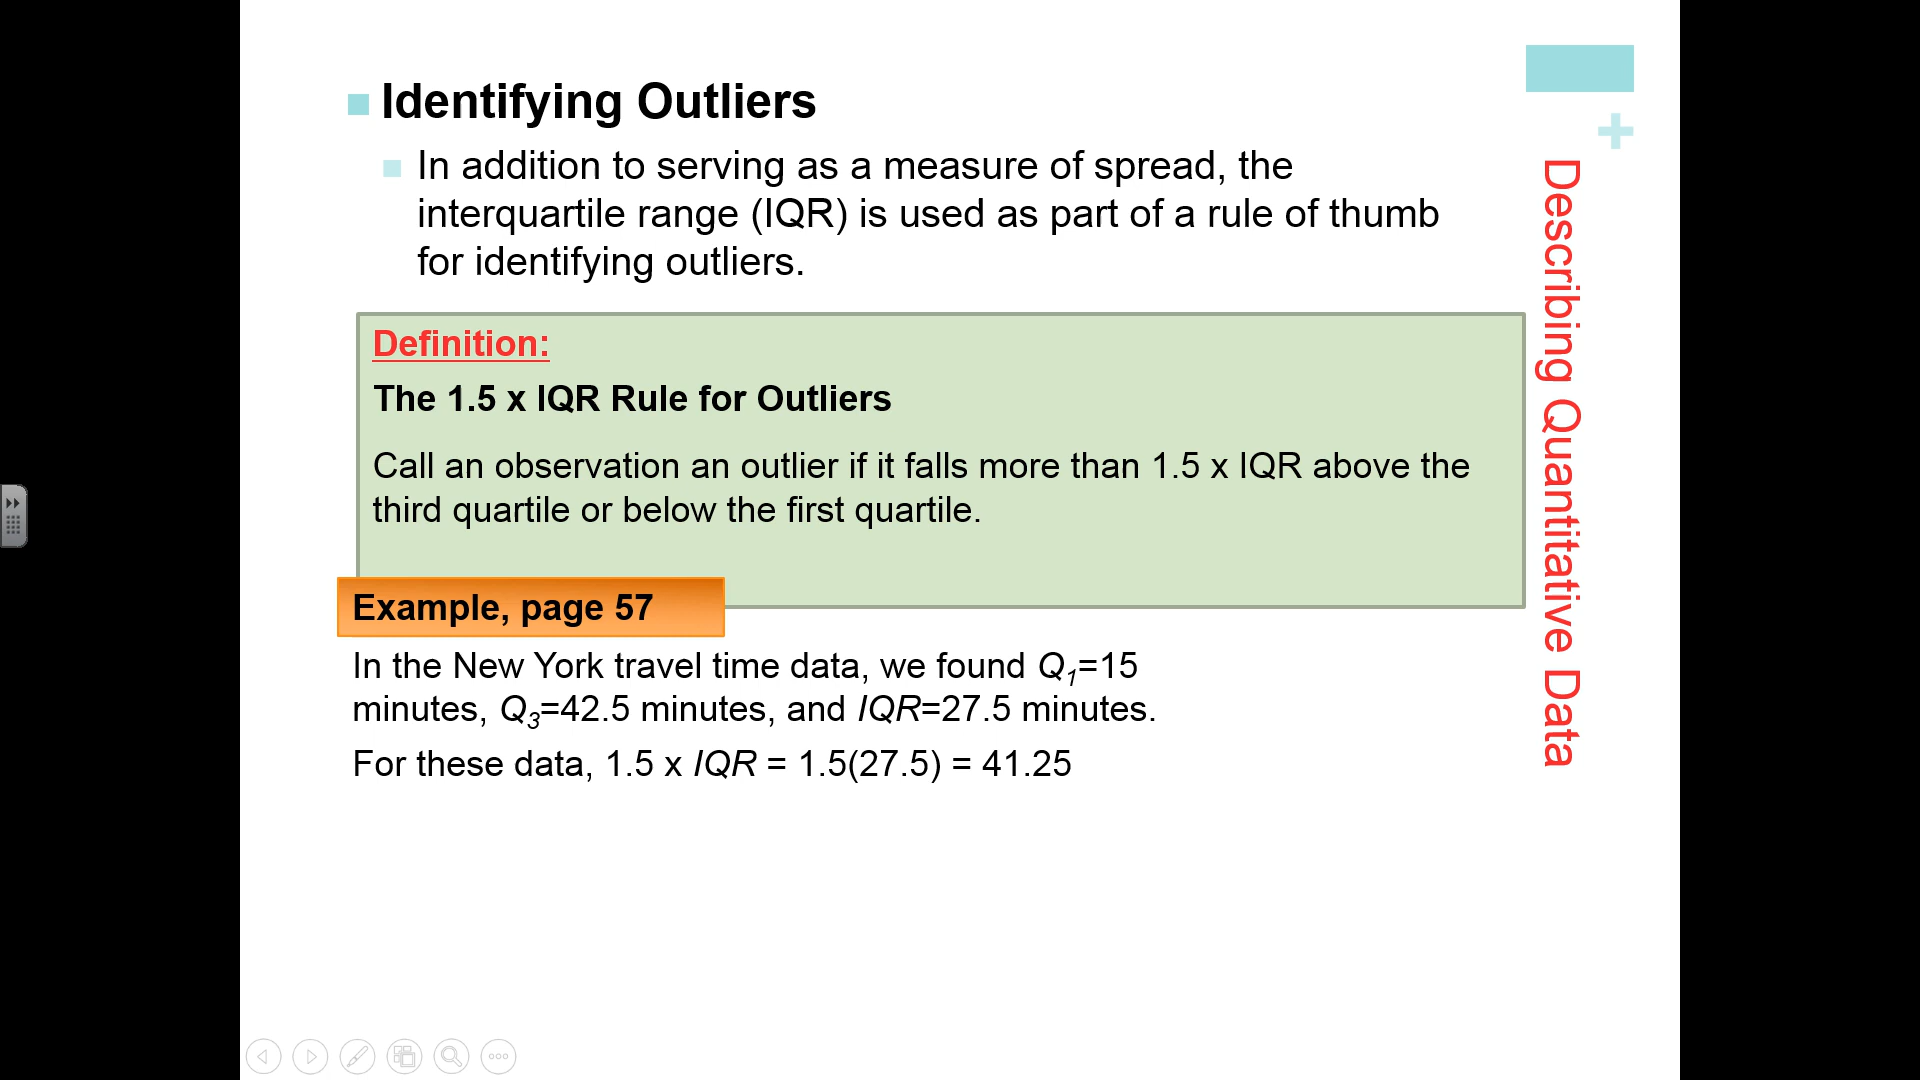 Identifying Outliers
In addition to serving as a measure of spread, the
interquartile range (IQR) is used as part of a rule of thumb
for identifying outliers.
Definition:
The 1.5 x IQR Rule for Outliers
Call an observation an outlier if it falls more than 1.5 x IQR above the
third quartile or below the first quartile.
Example, page 57
In the New York travel time data, we found Q1=15
minutes, Q3=42.5 minutes, and IQR=27.5 minutes.
For these data, 1.5 x IQR = 1.5(27.5) = 41.25
+
Describing Quantitative Data